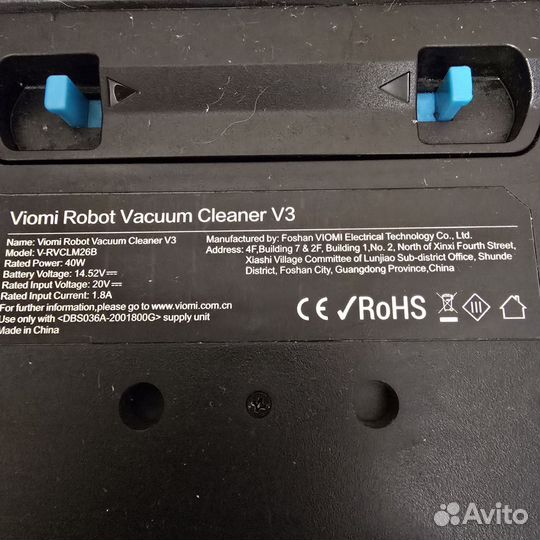 Viomi Robot Vacuum Cleaner V3
Name: Viomi Robot Vacuum Cleaner V3
Model: V-RVCLM26B
Rated Power: 40W
Battery Voltage: 14.52V
Rated Input Voltage: 20V
Rated Input Current: 1.8A
For further information,please go to www.viomi.com.cn
Use only with <DBS036A-2001800G> supply unit
Made in China
Manufactured by: Foshan VIOMI Electrical Technology Co., Ltd.
Address: 4F,Building 7 & 2F, Building 1,No. 2, North of Xinxi Fourth Street,
Xiashi Village Committee of Lunjiao Sub-district Office, Shunde
District, Foshan City, Guangdong Province,China
CE RoHS
Avito